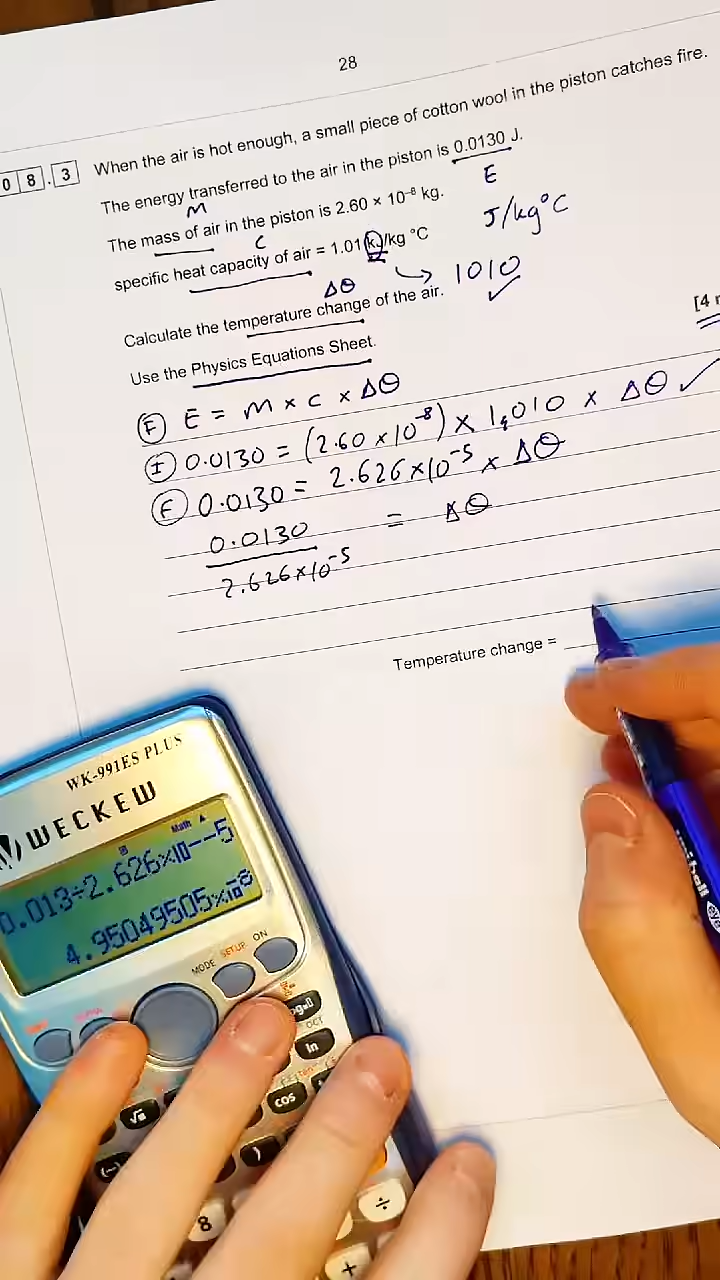 28
0 8 . 3 When the air is hot enough, a small piece of cotton wool in the piston catches fire.
The energy transferred to the air in the piston is 0.0130 J.
M E
The mass of air in the piston is 2.60 × 10⁻⁸ kg.
C J/kg°C
specific heat capacity of air = 1.01 kJ/kg °C
Δθ → 1010 ✓
Calculate the temperature change of the air.
[4
Use the Physics Equations Sheet.
(F) E = m × c × Δθ
(I) 0.0130 = (2.60 × 10⁻⁸) × 1,010 × Δθ ✓
(F) 0.0130 = 2.626 × 10⁻⁵ × Δθ
0.0130 = Δθ
2.626×10⁻⁵
Temperature change =
WK-991ES PLUS
WECKEW
Math ▲
0.013÷2.626×10--5
4.95049505×10⁻⁸
MODE SETUP ON
OCT
ln
cos
(−) )
8 ÷
+
uni-ball
eye